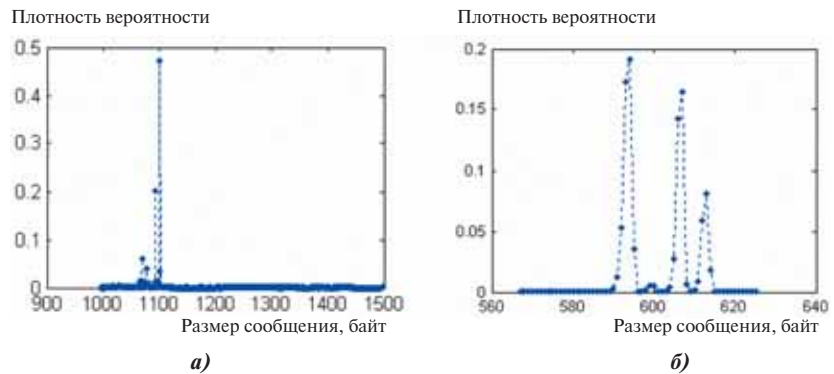 Плотность вероятности
0.5
0.4
0.3
0.2
0.1
0
900 1000 1100 1200 1300 1400 1500
Размер сообщения, байт
а)
Плотность вероятности
0.2
0.15
0.1
0.05
0
560 580 600 620 640
Размер сообщения, байт
б)